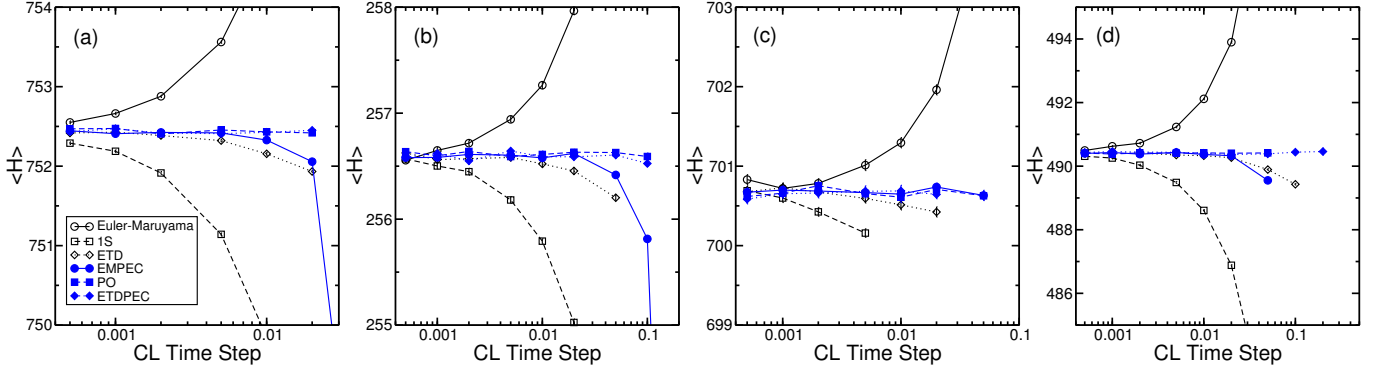 754
753
752
751
750
<H>
(a)
Euler-Maruyama
1S
ETD
EMPEC
PO
ETDPEC
0.001
0.01
CL Time Step
258
257
256
255
<H>
(b)
0.001
0.01
0.1
CL Time Step
703
702
701
700
699
<H>
(c)
0.001
0.01
0.1
CL Time Step
494
492
490
488
486
<H>
(d)
0.001
0.01
0.1
CL Time Step